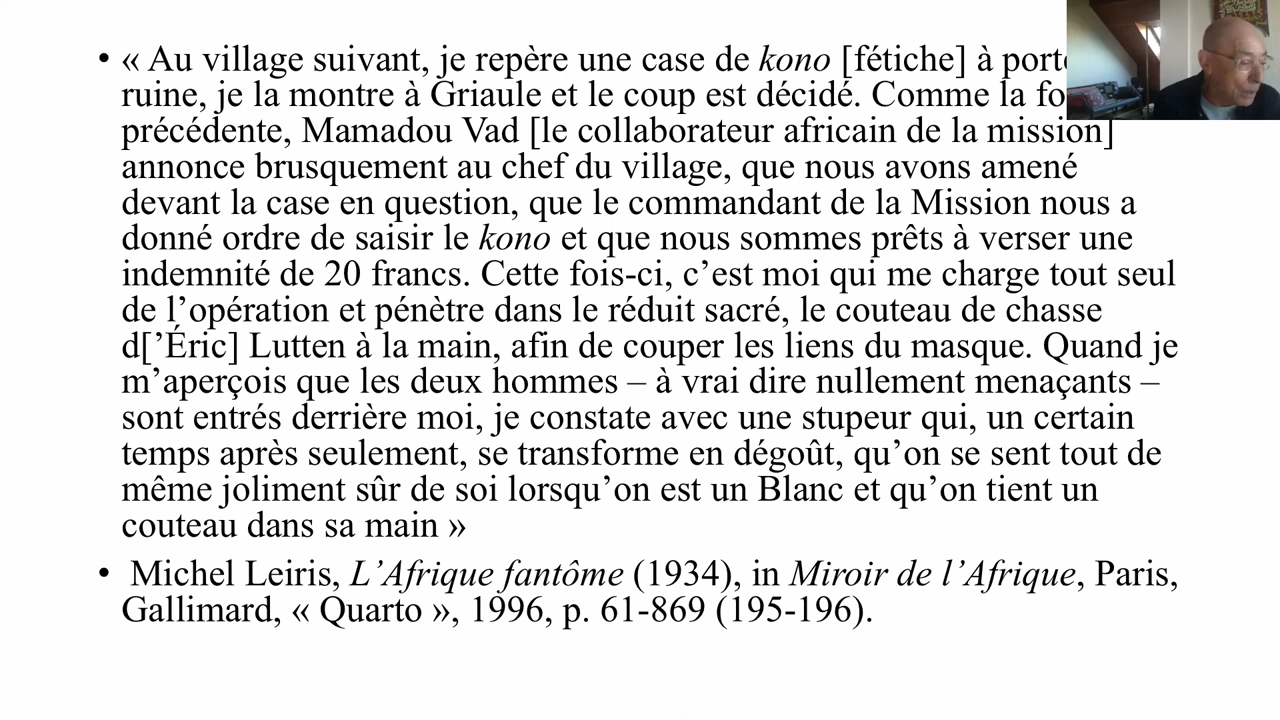 • « Au village suivant, je repère une case de kono [fétiche] à
ruine, je la montre à Griaule et le coup est décidé. Comme la
précédente, Mamadou Vad [le collaborateur africain de la mission]
annonce brusquement au chef du village, que nous avons amené
devant la case en question, que le commandant de la Mission nous a
donné ordre de saisir le kono et que nous sommes prêts à verser une
indemnité de 20 francs. Cette fois-ci, c’est moi qui me charge tout seul
de l’opération et pénètre dans le réduit sacré, le couteau de chasse
d[’Éric] Lutten à la main, afin de couper les liens du masque. Quand je
m’aperçois que les deux hommes – à vrai dire nullement menaçants –
sont entrés derrière moi, je constate avec une stupeur qui, un certain
temps après seulement, se transforme en dégoût, qu’on se sent tout de
même joliment sûr de soi lorsqu’on est un Blanc et qu’on tient un
couteau dans sa main »
• Michel Leiris, L’Afrique fantôme (1934), in Miroir de l’Afrique, Paris,
Gallimard, « Quarto », 1996, p. 61-869 (195-196).